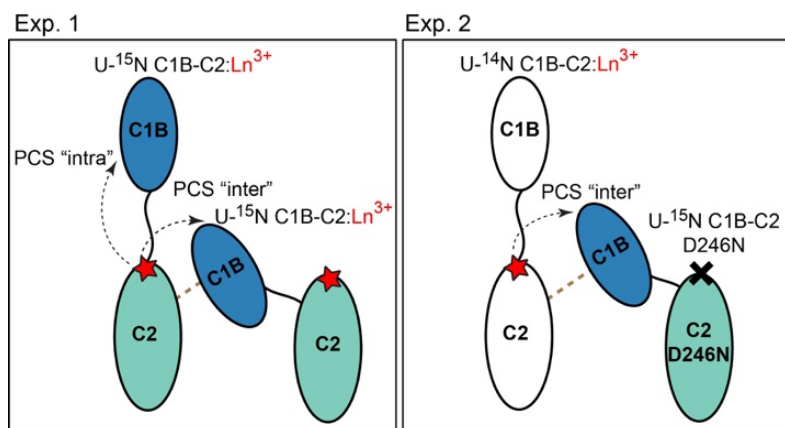 Exp. 1
U-¹⁵N C1B-C2:Ln³⁺
C1B
PCS “intra”
PCS “inter”
U-¹⁵N C1B-C2:Ln³⁺
C1B
C2
C2
Exp. 2
U-¹⁴N C1B-C2:Ln³⁺
C1B
PCS “inter”
U-¹⁵N C1B-C2
D246N
C1B
C2
C2
D246N